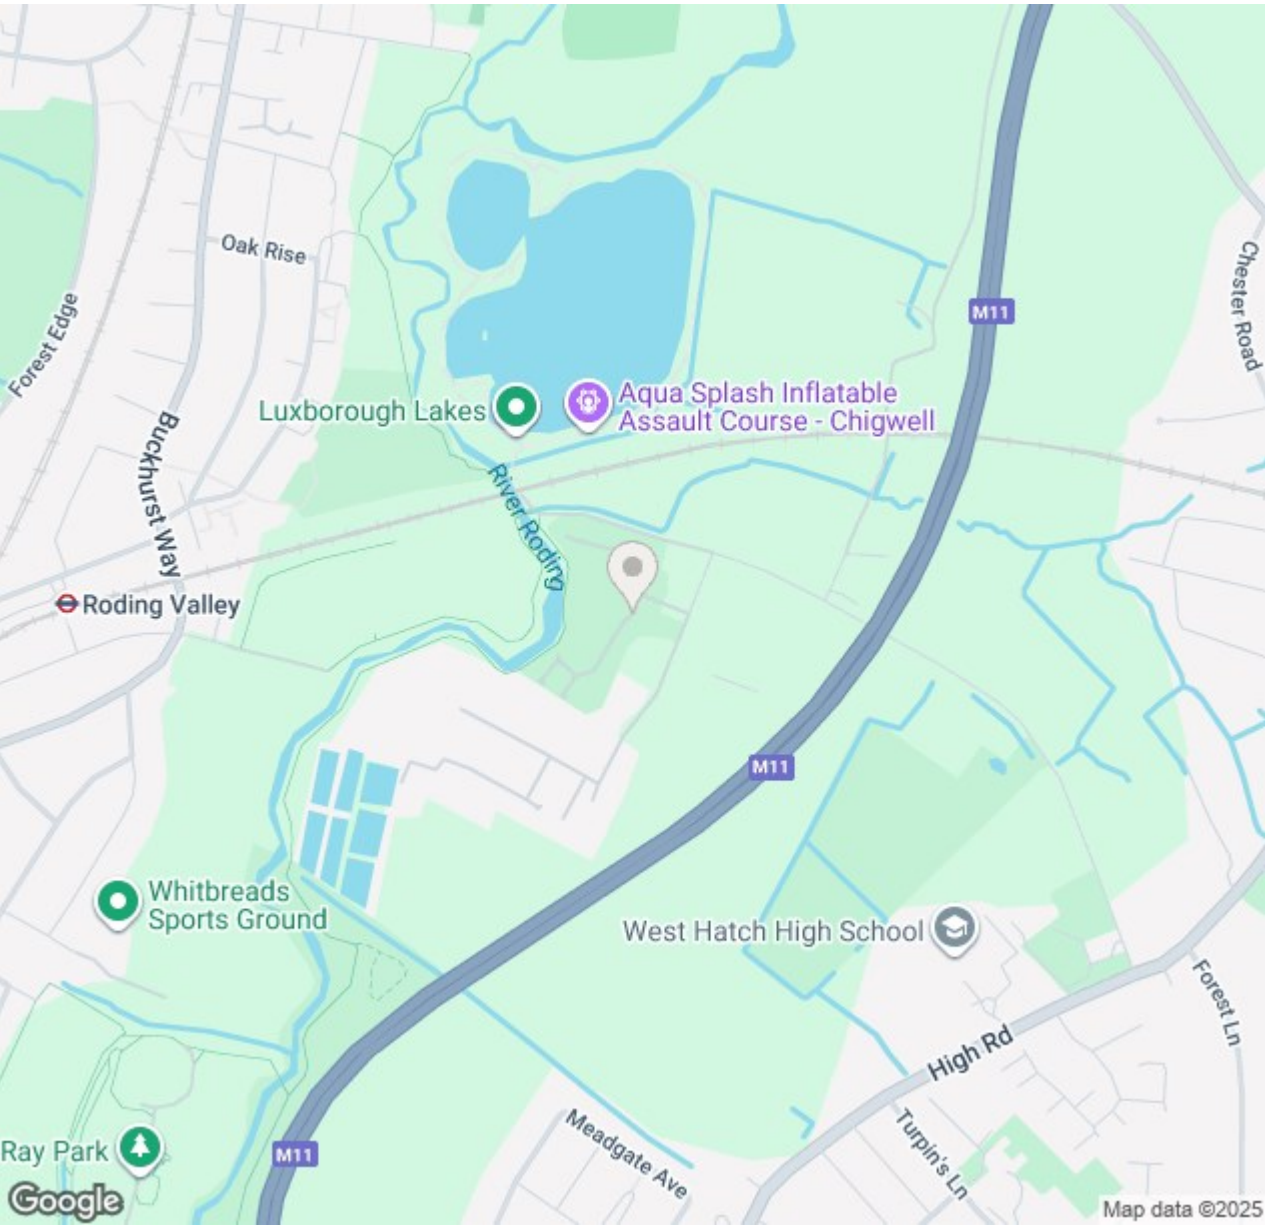 Oak Rise
Chester Road
Forest Edge
M11
Aqua Splash Inflatable
Assault Course - Chigwell
Luxborough Lakes
Buckhurst Way
River Roding
Roding Valley
M11
Whitbreads
Sports Ground
West Hatch High School
Forest Ln
High Rd
Turpin's Ln
Meadgate Ave
Ray Park
M11
Google
Map data ©2025